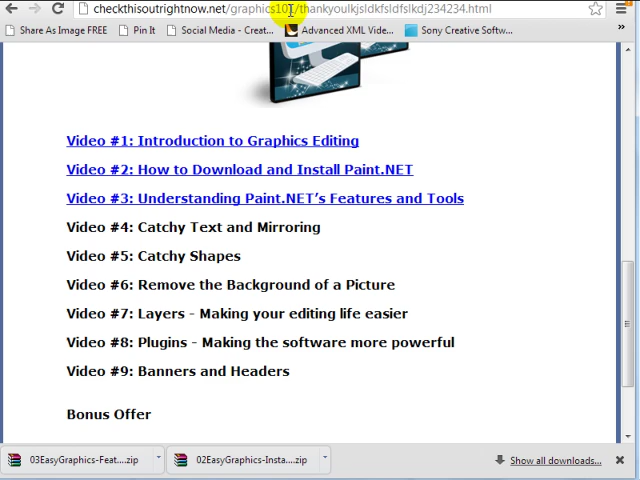 checkthisoutrightnow.net/graphics101/thankyoulkjsldkfsldfslkdj234234.html
Share As Image FREE Pin It Social Media - Creat... Advanced XML Vide... Sony Creative Softw... »
Video #1: Introduction to Graphics Editing
Video #2: How to Download and Install Paint.NET
Video #3: Understanding Paint.NET’s Features and Tools
Video #4: Catchy Text and Mirroring
Video #5: Catchy Shapes
Video #6: Remove the Background of a Picture
Video #7: Layers - Making your editing life easier
Video #8: Plugins - Making the software more powerful
Video #9: Banners and Headers
Bonus Offer
03EasyGraphics-Feat....zip 02EasyGraphics-Insta....zip Show all downloads...